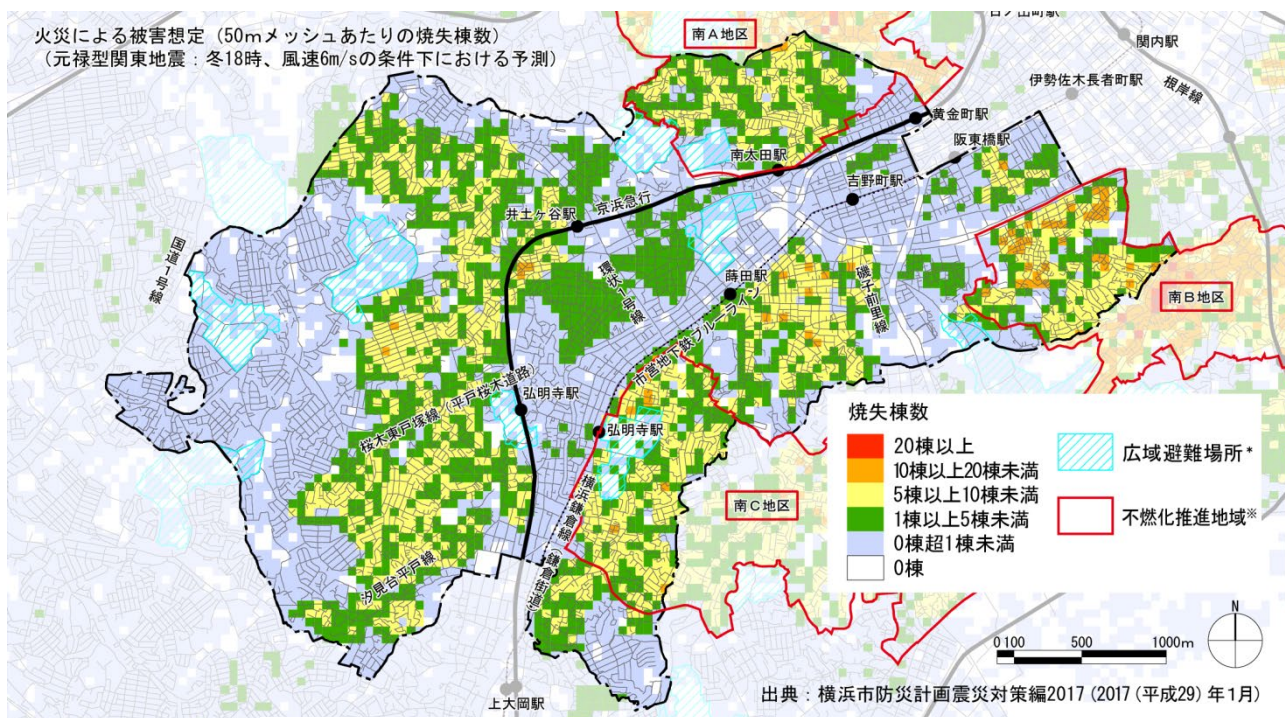 火災による被害想定（50mメッシュあたりの焼失棟数）
（元禄型関東地震：冬18時、風速6m/sの条件下における予測）
南A地区
日ノ出町駅
関内駅
伊勢佐木長者町駅
根岸線
黄金町駅
阪東橋駅
南太田駅
吉野町駅
京浜急行
井土ヶ谷駅
国道1号線
環状1号線
蒔田駅
磯子前里線
南B地区
市営地下鉄ブルーライン
桜木東戸塚線（平戸桜木道路）
弘明寺駅
弘明寺駅
横浜鎌倉線（鎌倉街道）
南C地区
汐見台平戸線
上大岡駅
焼失棟数
20棟以上
10棟以上20棟未満
5棟以上10棟未満
1棟以上5棟未満
0棟超1棟未満
0棟
広域避難場所*
不燃化推進地域※
N
0 100 500 1000m
出典：横浜市防災計画震災対策編2017（2017（平成29）年1月）